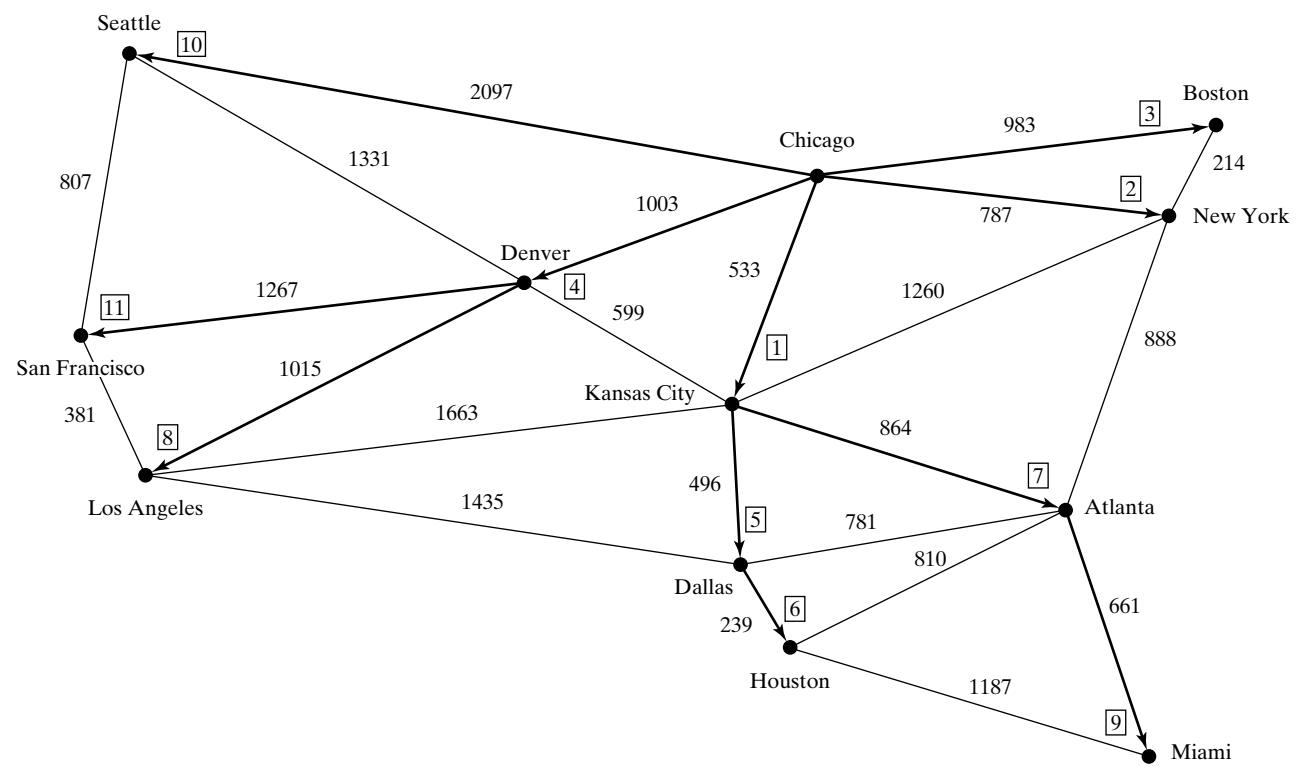 Seattle
10
2097
Boston
3
983
Chicago
1331
214
807
1003
2
787
New York
Denver
533
4
1267
1260
599
11
888
1
San Francisco
1015
Kansas City
381
1663
864
8
7
496
Los Angeles
1435
5
781
Atlanta
810
Dallas
6
661
239
Houston
1187
9
Miami